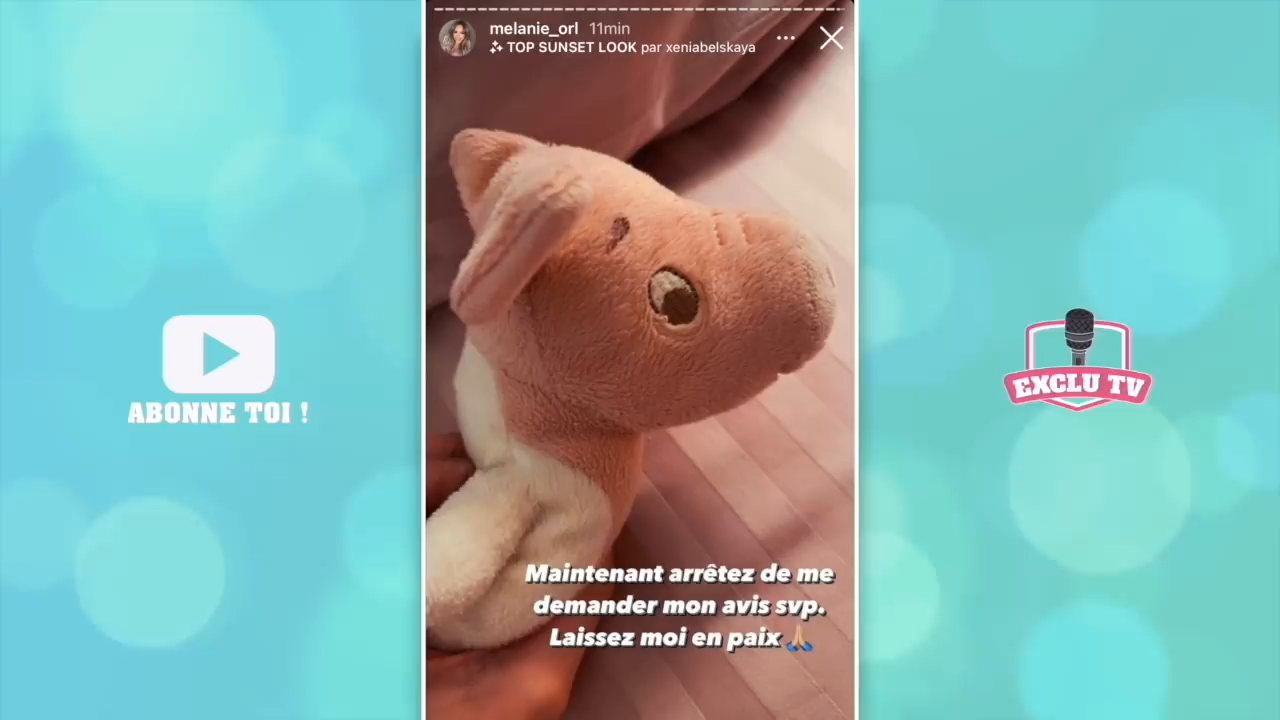 melanie_orl 11min
TOP SUNSET LOOK par xeniabelskaya
ABONNE TOI !
EXCLU TV
Maintenant arrêtez de me
demander mon avis svp.
Laissez moi en paix 🙏🏼